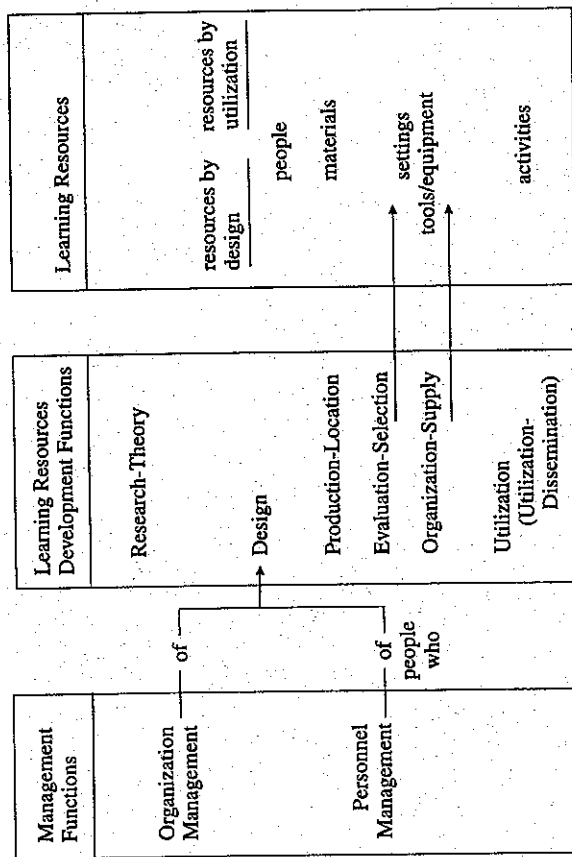 Management
Functions
Organization
Management
Personnel
Management
of
of
people
who
Learning Resources
Development Functions
Research-Theory
Design
Production-Location
Evaluation-Selection
Organization-Supply
Utilization
(Utilization-
Dissemination)
Learning Resources
resources by
design
resources by
utilization
people
materials
settings
tools/equipment
activities